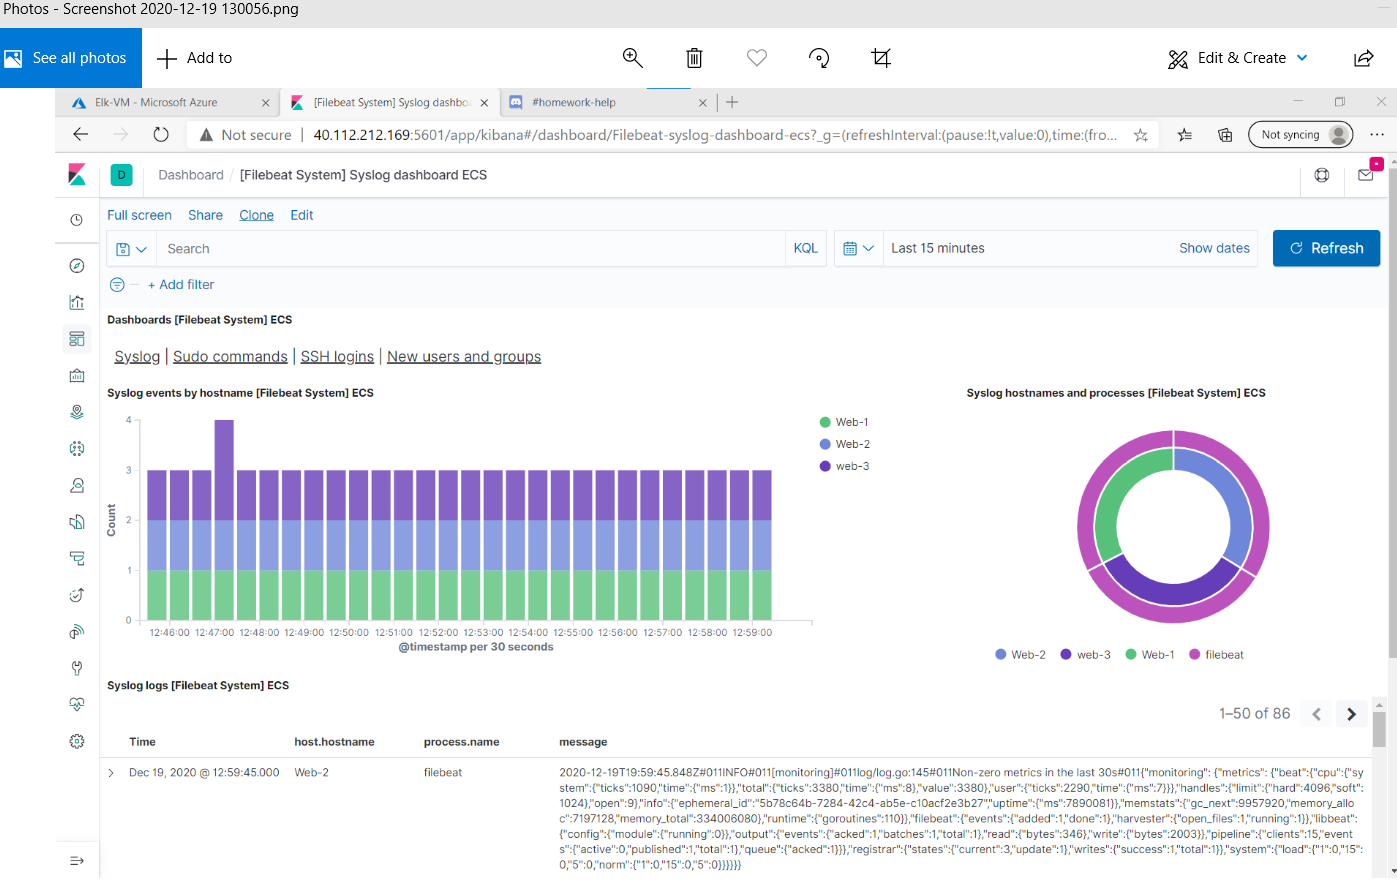 Photos - Screenshot 2020-12-19 130056.png
See all photos
Add to
Edit & Create
Elk-VM - Microsoft Azure
[Filebeat System] Syslog dashbo
#homework-help
Not secure | 40.112.212.169:5601/app/kibana#/dashboard/Filebeat-syslog-dashboard-ecs?_g=(refreshInterval:(pause:!t,value:0),time:(fro...
Not syncing
D
Dashboard / [Filebeat System] Syslog dashboard ECS
Full screen Share Clone Edit
Search
KQL
Last 15 minutes
Show dates
Refresh
+ Add filter
Dashboards [Filebeat System] ECS
Syslog | Sudo commands | SSH logins | New users and groups
Syslog events by hostname [Filebeat System] ECS
4
3
2
1
0
Count
12:46:00 12:47:00 12:48:00 12:49:00 12:50:00 12:51:00 12:52:00 12:53:00 12:54:00 12:55:00 12:56:00 12:57:00 12:58:00 12:59:00
@timestamp per 30 seconds
Web-1
Web-2
web-3
Syslog hostnames and processes [Filebeat System] ECS
Web-2 web-3 Web-1 filebeat
Syslog logs [Filebeat System] ECS
1–50 of 86
Time host.hostname process.name message
Dec 19, 2020 @ 12:59:45.000 Web-2 filebeat
2020-12-19T19:59:45.848Z#011INFO#011[monitoring]#011log/log.go:145#011Non-zero metrics in the last 30s#011{"monitoring": {"metrics": {"beat":{"cpu":{"sy
stem":{"ticks":1090,"time":{"ms":1}},"total":{"ticks":3380,"time":{"ms":8},"value":3380},"user":{"ticks":2290,"time":{"ms":7}}},"handles":{"limit":{"hard":4096,"soft":
1024},"open":9},"info":{"ephemeral_id":"5b78c64b-7284-42c4-ab5e-c10acf2e3b27","uptime":{"ms":7890081}},"memstats":{"gc_next":9957920,"memory_allo
c":7197128,"memory_total":334006080},"runtime":{"goroutines":110}},"filebeat":{"events":{"added":1,"done":1},"harvester":{"open_files":1,"running":1}},"libbeat":
{"config":{"module":{"running":0}},"output":{"events":{"acked":1,"batches":1,"total":1},"read":{"bytes":346},"write":{"bytes":2003}},"pipeline":{"clients":15,"event
s":{"active":0,"published":1,"total":1},"queue":{"acked":1}}},"registrar":{"states":{"current":3,"update":1},"writes":{"success":1,"total":1}},"system":{"load":{"1":0,"15":
0,"5":0,"norm":{"1":0,"15":0,"5":0}}}}}}